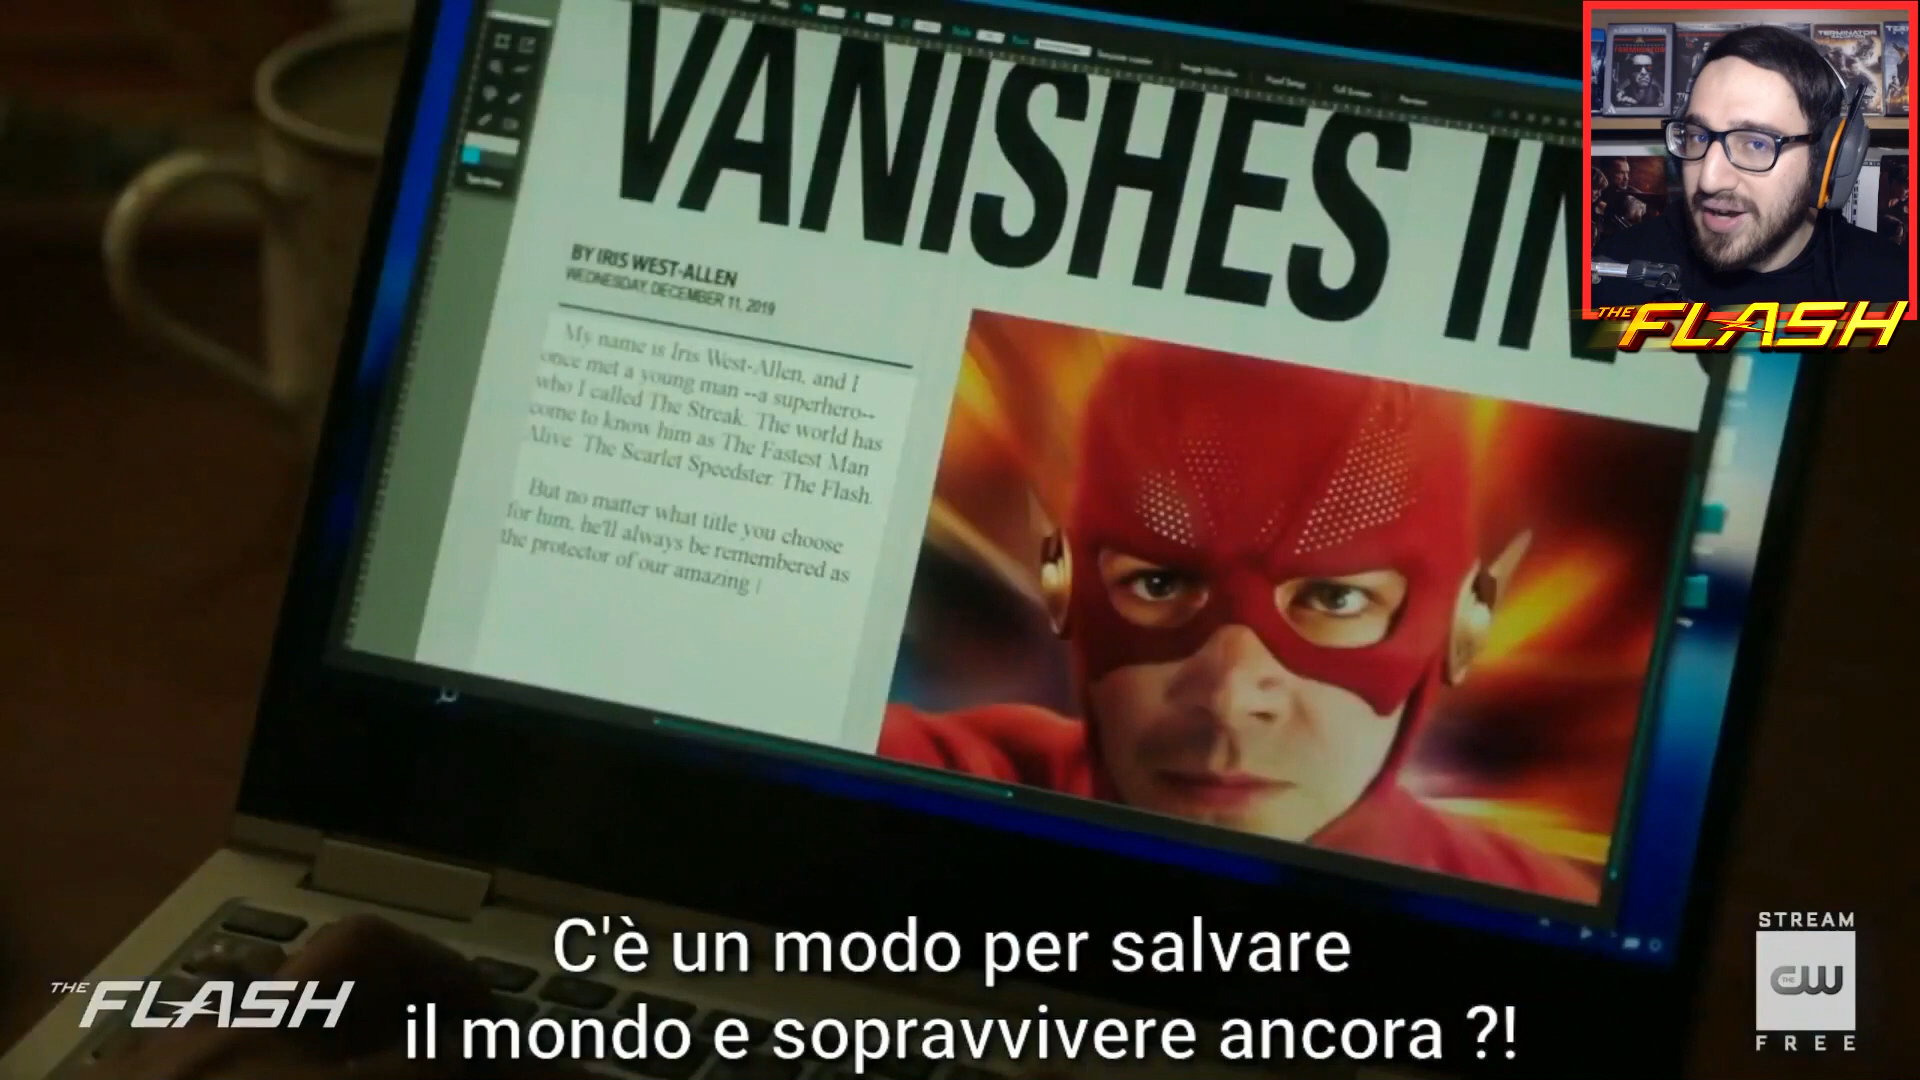 VANISHES IN
BY IRIS WEST-ALLEN
WEDNESDAY, DECEMBER 11, 2019
My name is Iris West-Allen, and I
once met a young man --a superhero--
who I called The Streak. The world has
come to know him as The Fastest Man
Alive. The Scarlet Speedster. The Flash.
But no matter what title you choose
for him, he'll always be remembered as
the protector of our amazing
TERMINATOR
THE FLASH
C'è un modo per salvare
il mondo e sopravvivere ancora ?!
THE FLASH
STREAM
THE CW
FREE